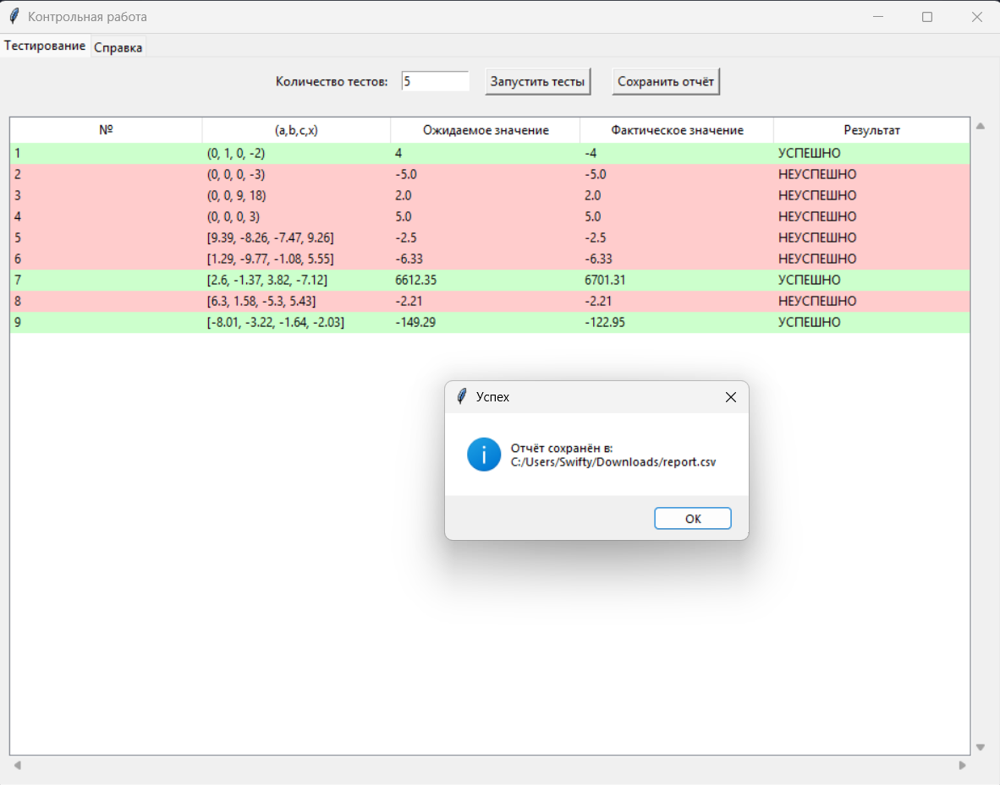 Контрольная работа
Тестирование Справка
Количество тестов: 5 Запустить тесты Сохранить отчёт
№ (a,b,c,x) Ожидаемое значение Фактическое значение Результат
1 (0, 1, 0, -2) 4 -4 УСПЕШНО
2 (0, 0, 0, -3) -5.0 -5.0 НЕУСПЕШНО
3 (0, 0, 9, 18) 2.0 2.0 НЕУСПЕШНО
4 (0, 0, 0, 3) 5.0 5.0 НЕУСПЕШНО
5 [9.39, -8.26, -7.47, 9.26] -2.5 -2.5 НЕУСПЕШНО
6 [1.29, -9.77, -1.08, 5.55] -6.33 -6.33 НЕУСПЕШНО
7 [2.6, -1.37, 3.82, -7.12] 6612.35 6701.31 УСПЕШНО
8 [6.3, 1.58, -5.3, 5.43] -2.21 -2.21 НЕУСПЕШНО
9 [-8.01, -3.22, -1.64, -2.03] -149.29 -122.95 УСПЕШНО
Успех
Отчёт сохранён в:
C:/Users/Swifty/Downloads/report.csv
OK